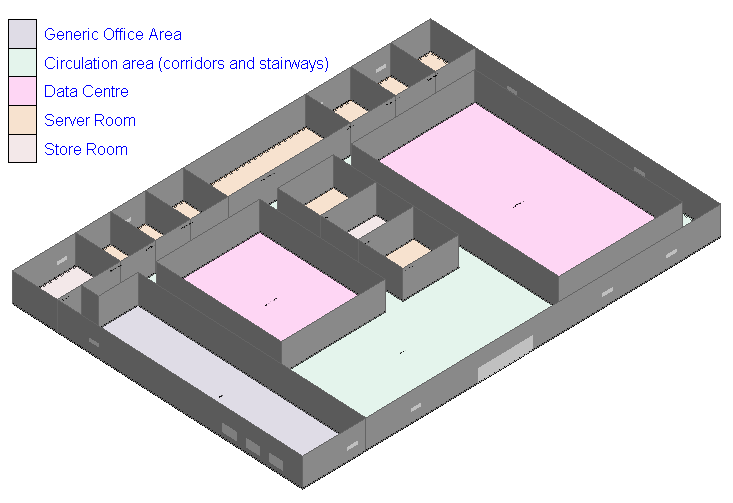 Generic Office Area
Circulation area (corridors and stairways)
Data Centre
Server Room
Store Room